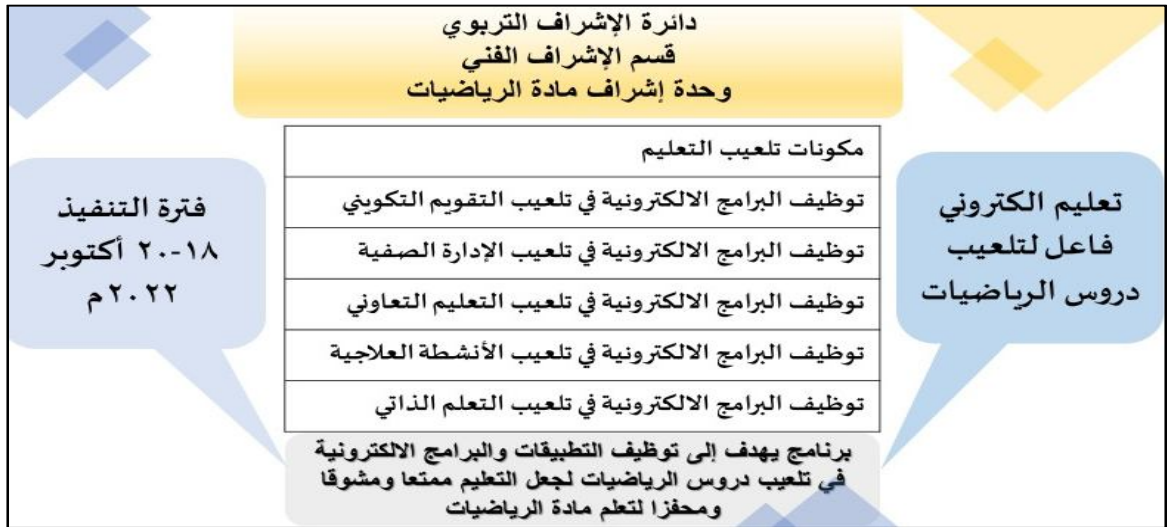 دائرة الإشراف التربوي
قسم الإشراف الفني
وحدة إشراف مادة الرياضيات
تعليم الكتروني
فاعل لتلعيب
دروس الرياضيات
مكونات تلعيب التعليم
توظيف البرامج الالكترونية في تلعيب التقويم التكويني
توظيف البرامج الالكترونية في تلعيب الإدارة الصفية
توظيف البرامج الالكترونية في تلعيب التعليم التعاوني
توظيف البرامج الالكترونية في تلعيب الأنشطة العلاجية
توظيف البرامج الالكترونية في تلعيب التعلم الذاتي
فترة التنفيذ
١٨-٢٠ أكتوبر
٢٠٢٢م
برنامج يهدف إلى توظيف التطبيقات والبرامج الالكترونية
في تلعيب دروس الرياضيات لجعل التعليم ممتعا ومشوقا
ومحفزا لتعلم مادة الرياضيات